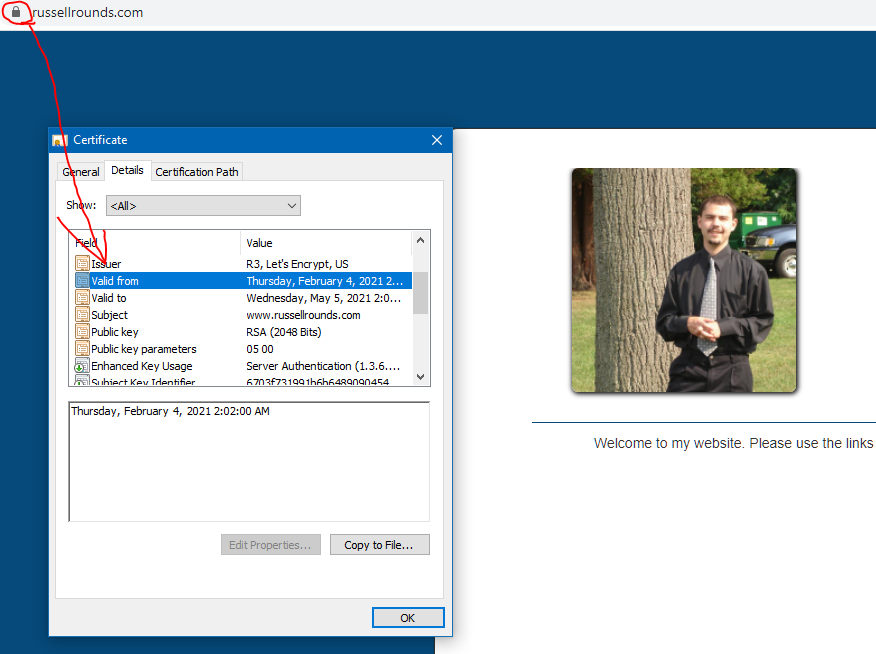 russellrounds.com
Certificate
General Details Certification Path
Show: <All>
Field Value
Issuer R3, Let's Encrypt, US
Valid from Thursday, February 4, 2021 2...
Valid to Wednesday, May 5, 2021 2:0...
Subject www.russellrounds.com
Public key RSA (2048 Bits)
Public key parameters 05 00
Enhanced Key Usage Server Authentication (1.3.6....
Subject Key Identifier 6703f731991b6b6489090454
Thursday, February 4, 2021 2:02:00 AM
Edit Properties... Copy to File...
OK
Welcome to my website. Please use the links